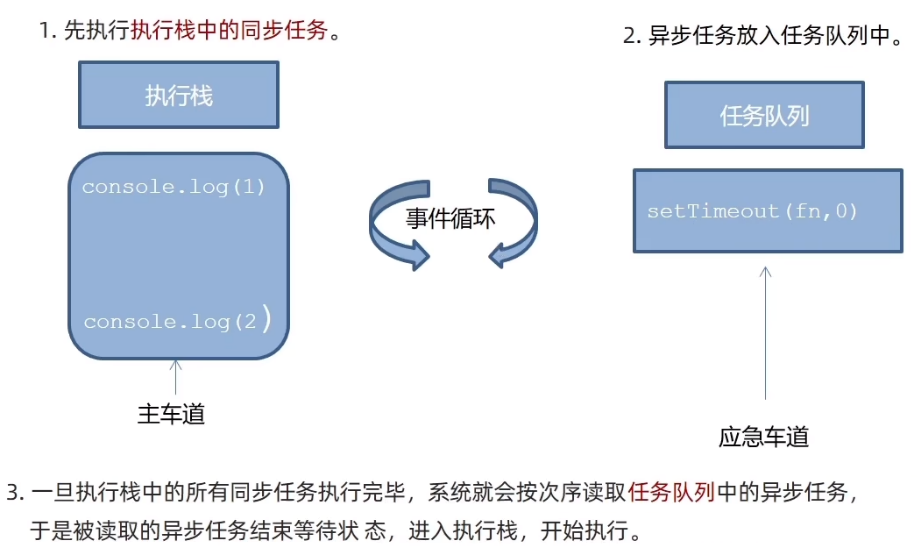 1. 先执行执行栈中的同步任务。
2. 异步任务放入任务队列中。
执行栈
任务队列
console.log(1)
setTimeout(fn,0)
事件循环
console.log(2)
主车道
应急车道
3. 一旦执行栈中的所有同步任务执行完毕，系统就会按次序读取任务队列中的异步任务，
于是被读取的异步任务结束等待状 态，进入执行栈，开始执行。